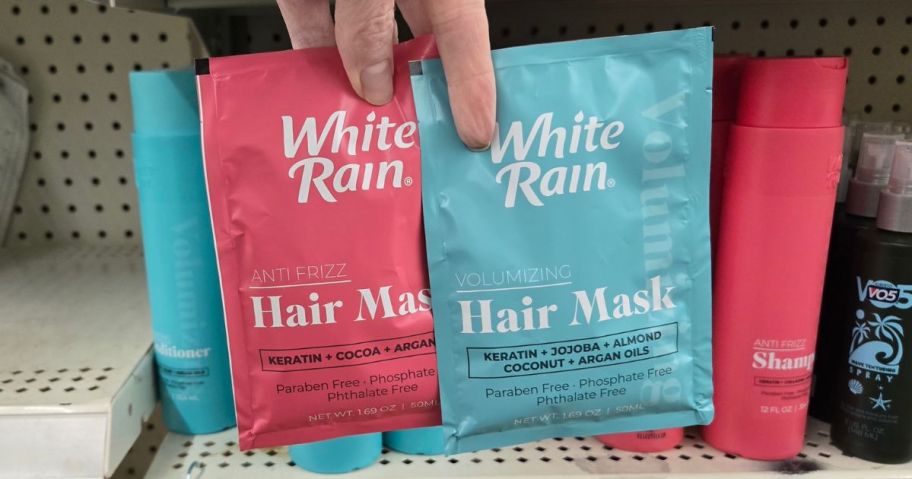 White
Rain®
ANTI FRIZZ
Hair Mas
KERATIN + COCOA + ARGAN
Paraben Free · Phosphate
Phthalate Free
NET WT. 1.69 OZ | 50ML
White
Rain®
Volumizing
VOLUMIZING
Hair Mask
KERATIN + JOJOBA + ALMOND
COCONUT + ARGAN OILS
Paraben Free · Phosphate Free
Phthalate Free
NET WT. 1.69 OZ | 50ML
ditioner
ANTI FRIZZ
Shamp
12 FL OZ
VO5
SPRAY